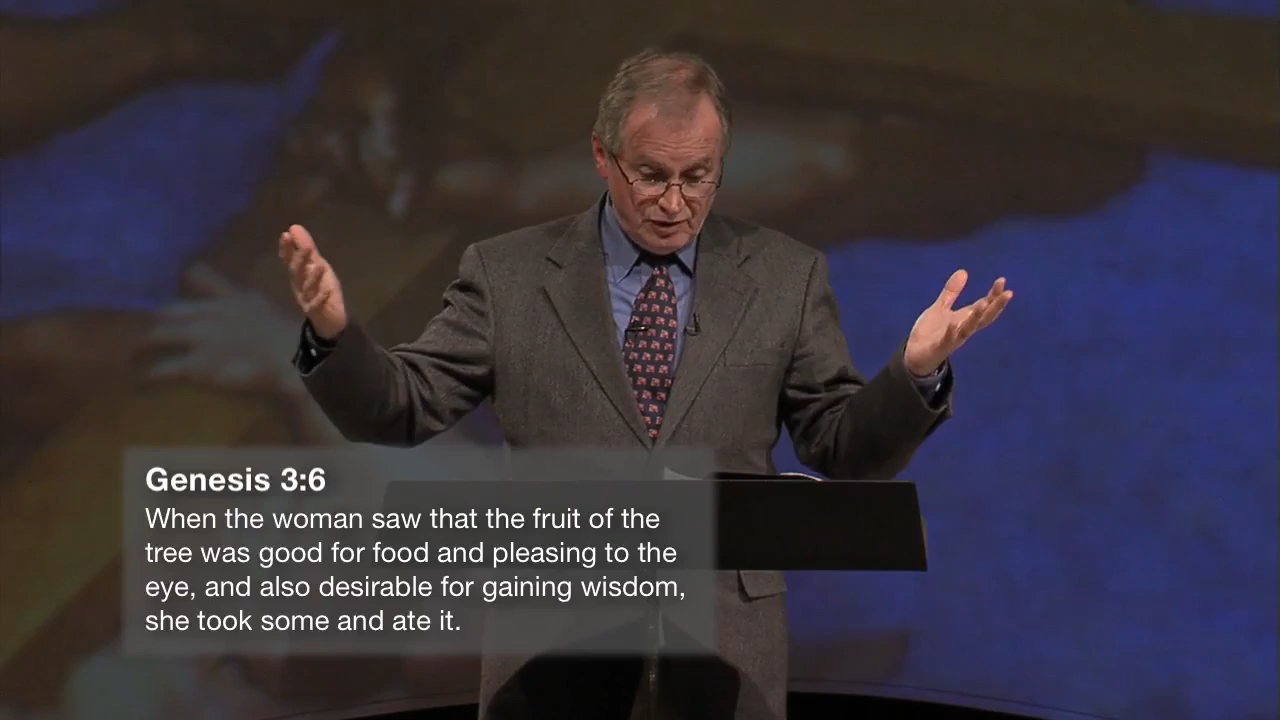 Genesis 3:6
When the woman saw that the fruit of the
tree was good for food and pleasing to the
eye, and also desirable for gaining wisdom,
she took some and ate it.